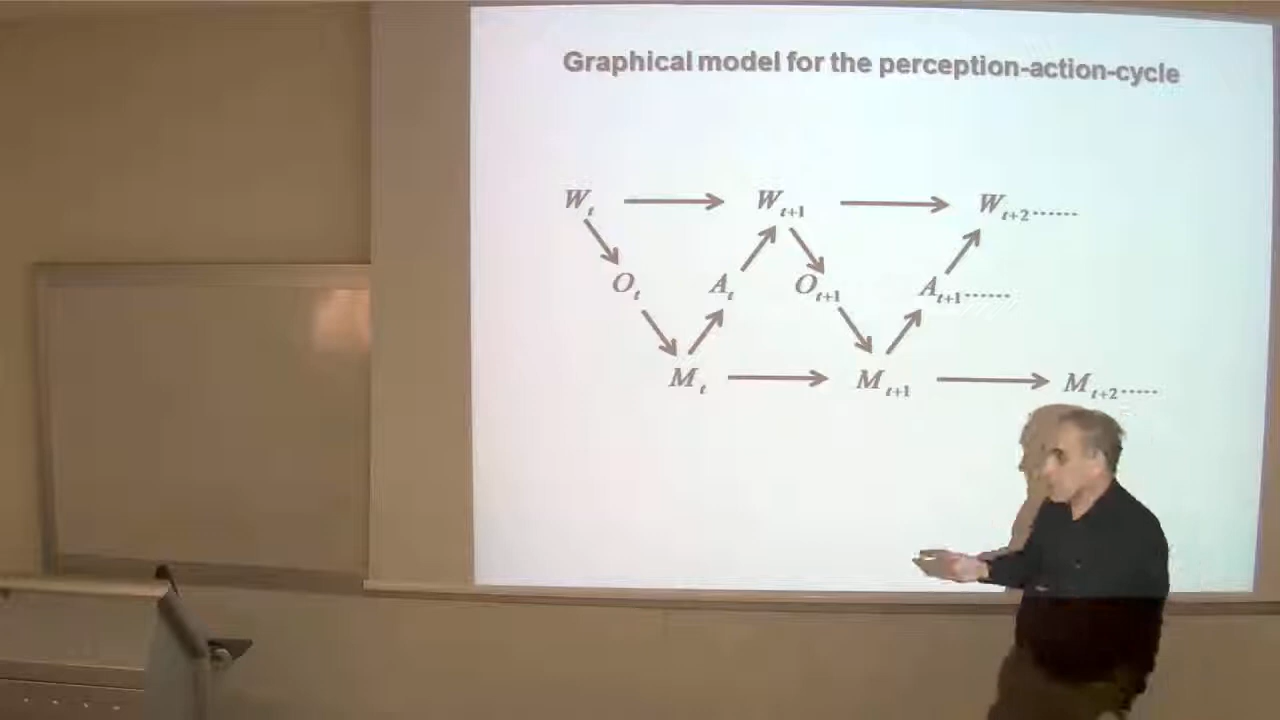 Graphical model for the perception-action-cycle
W_t → W_{t+1} → W_{t+2} ......
O_t A_t O_{t+1} A_{t+1} ......
M_t → M_{t+1} → M_{t+2} .....